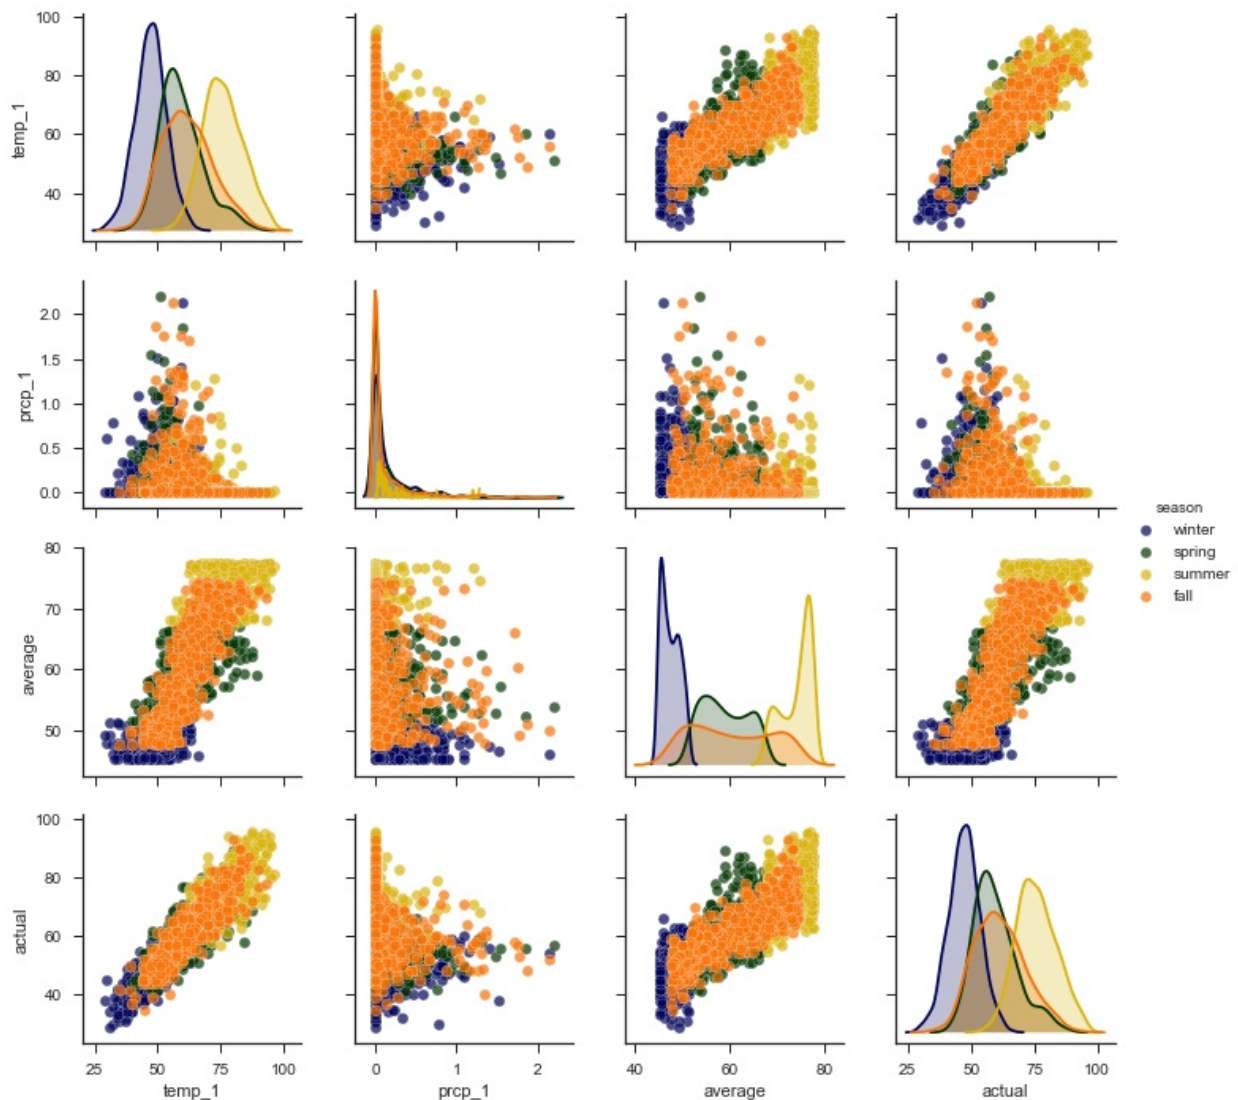 100
80
60
40
temp_1
2.0
1.5
1.0
0.5
0.0
prcp_1
season
winter
spring
summer
fall
80
70
60
50
average
100
80
60
40
actual
25 50 75 100 0 1 2 40 60 80 25 50 75 100
temp_1 prcp_1 average actual